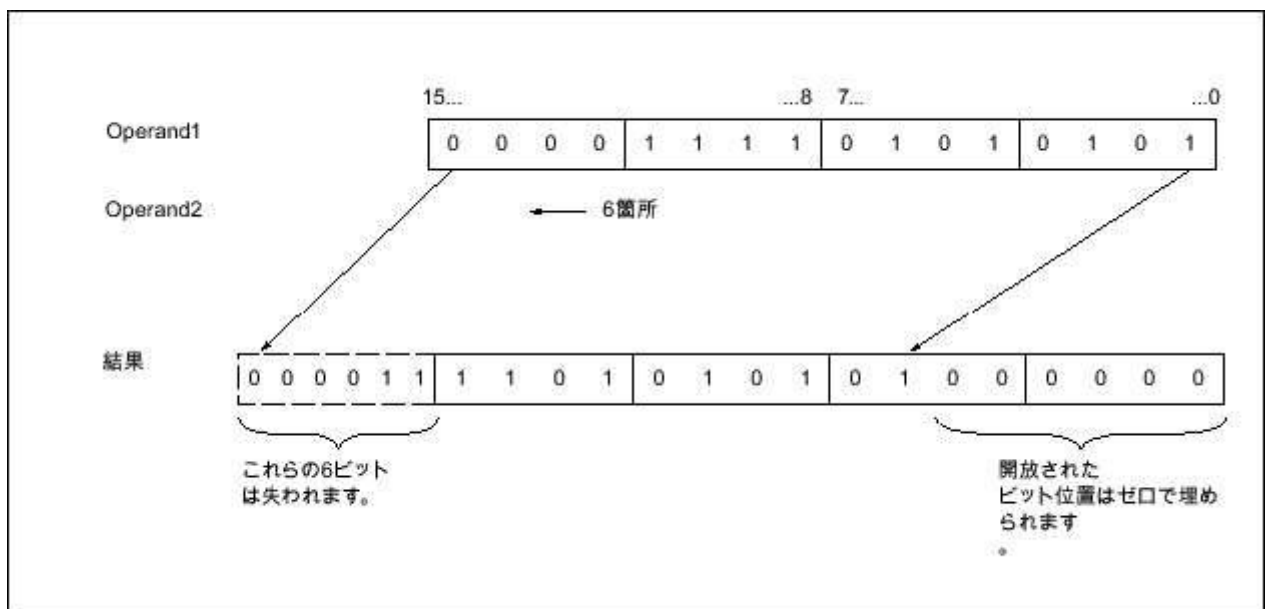 15... ...8 7... ...0
Operand1 0 0 0 0 1 1 1 1 0 1 0 1 0 1 0 1
Operand2 6箇所
結果 0 0 0 0 1 1 1 1 0 1 0 1 0 1 0 1 0 0 0 0 0 0
これらの6ビット
は失われます。
開放された
ビット位置はゼロで埋め
られます
。